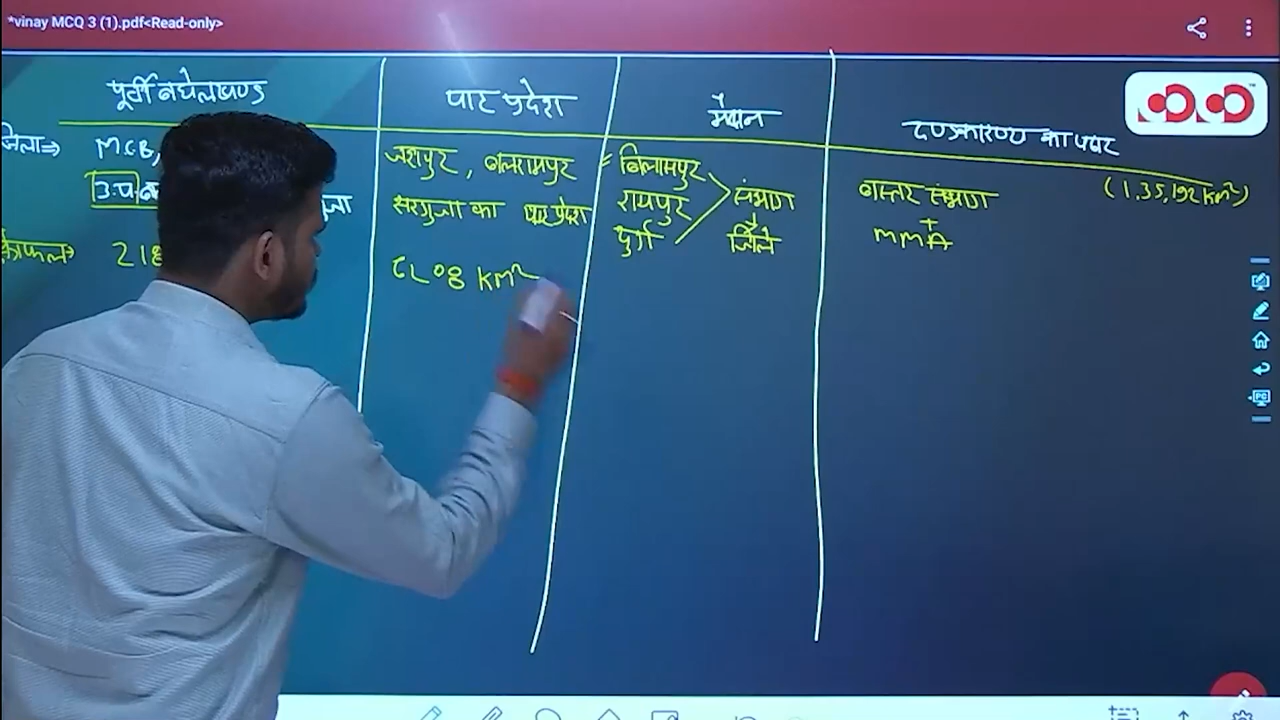 *vinay MCQ 3 (1).pdf<Read-only>
पूर्वी बघेलखण्ड
पाट प्रदेश
मैदान
दण्डकारण्य का पठार
जिला⇒ M.C.B,
जशपुर, बलरामपुर
= बिलासपुर
रायपुर
दुर्ग
संभाग
+
जिले
बस्तर संभाग
+
MMA
(1,35,192 km²)
सरगुजा का पाट प्रदेश
218
km²
PC